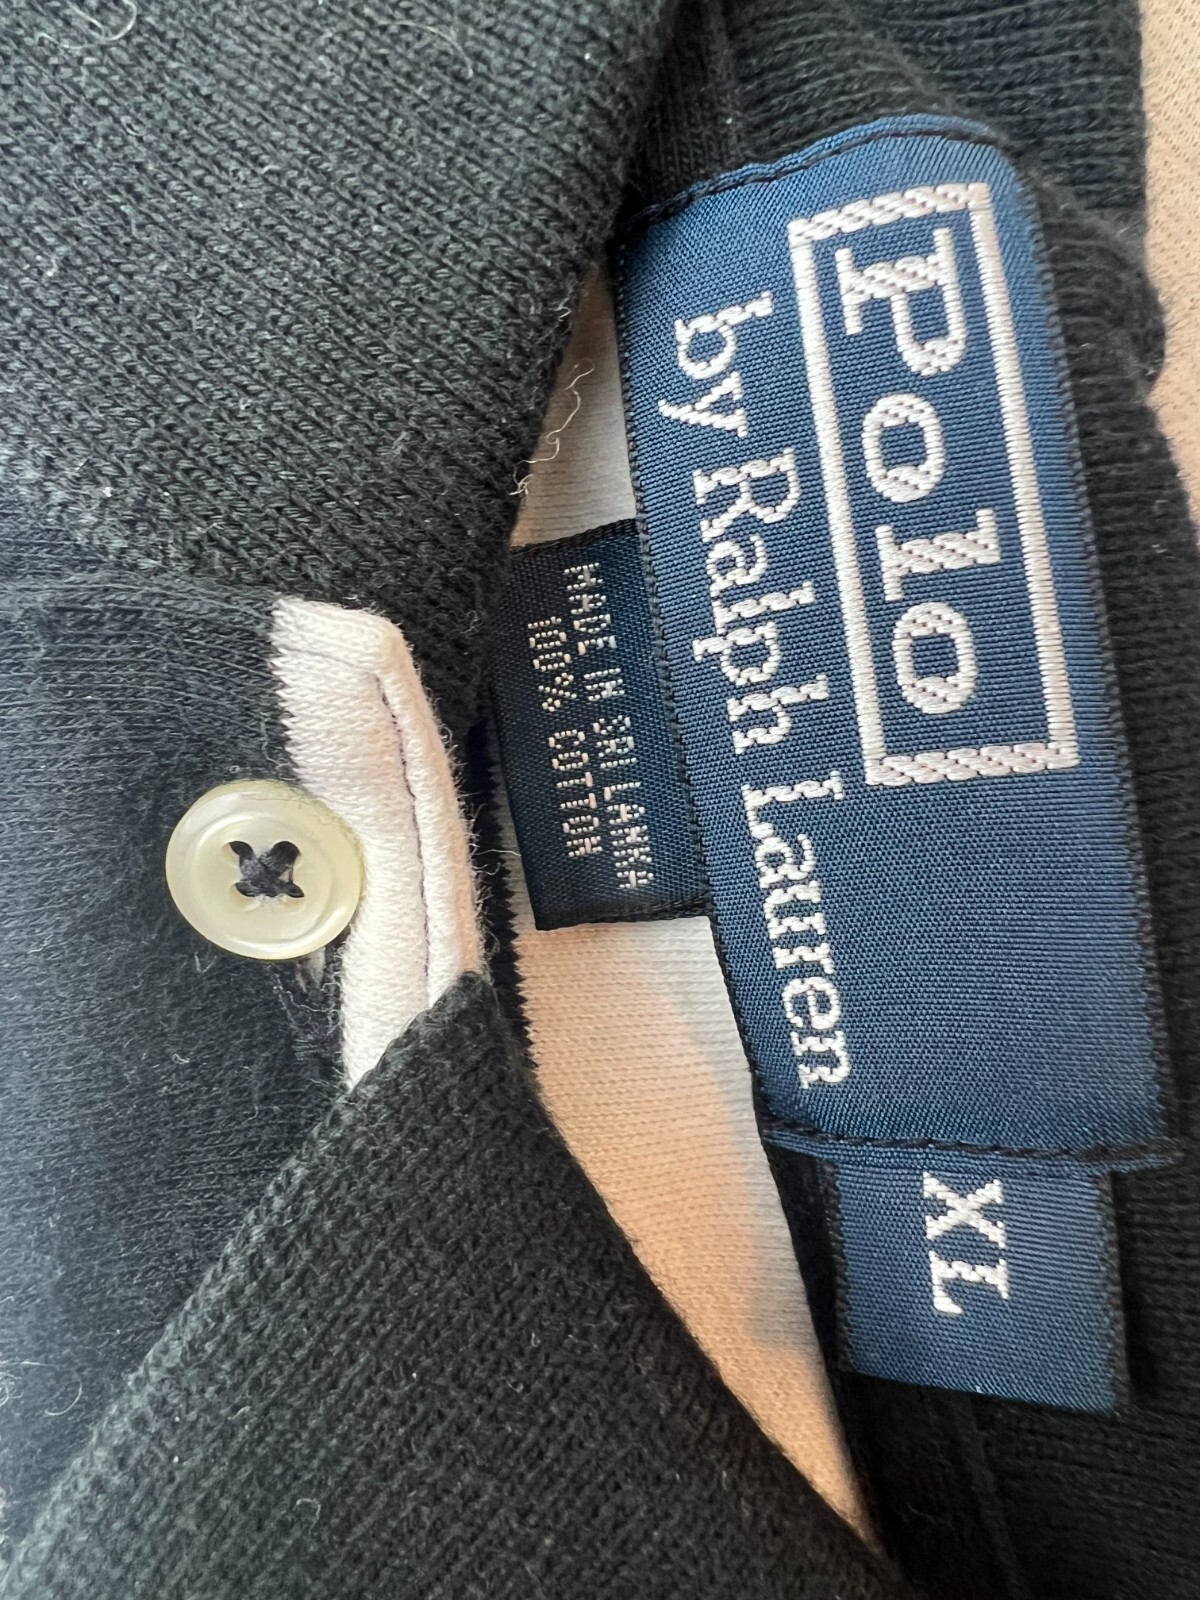 Polo
by Ralph Lauren
XL
MADE IN SRI LANKA
100% COTTON